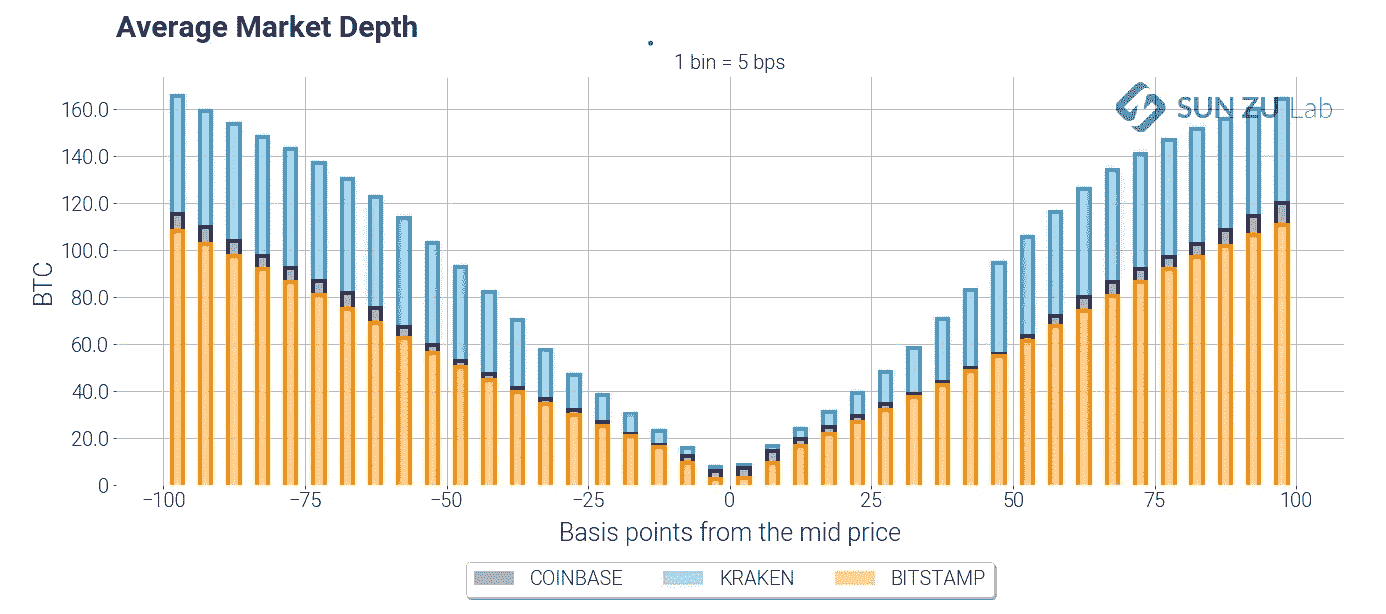 Average Market Depth
1 bin = 5 bps
SUN ZU Lab
160.0
140.0
120.0
100.0
80.0
60.0
40.0
20.0
0
BTC
−100 −75 −50 −25 0 25 50 75 100
Basis points from the mid price
COINBASE KRAKEN BITSTAMP